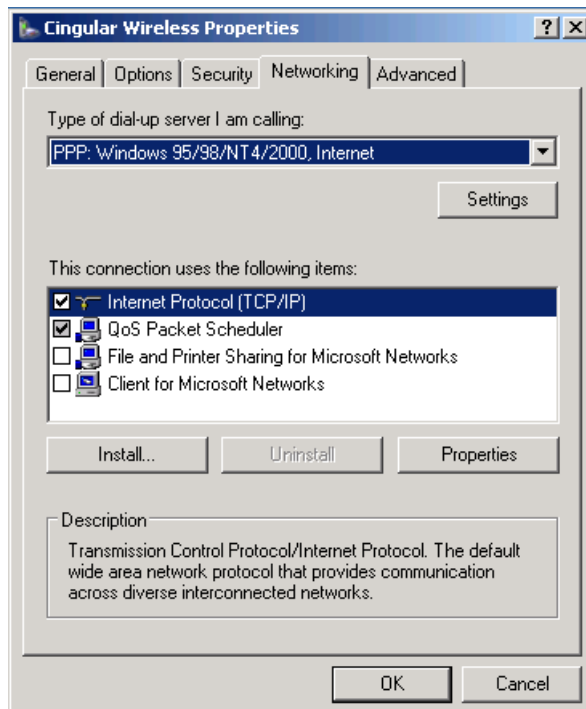 Cingular Wireless Properties
General
Options
Security
Networking
Advanced
Type of dial-up server I am calling:
PPP: Windows 95/98/NT4/2000, Internet
Settings
This connection uses the following items:
Internet Protocol (TCP/IP)
QoS Packet Scheduler
File and Printer Sharing for Microsoft Networks
Client for Microsoft Networks
Install...
Uninstall
Properties
Description
Transmission Control Protocol/Internet Protocol. The default
wide area network protocol that provides communication
across diverse interconnected networks.
OK
Cancel